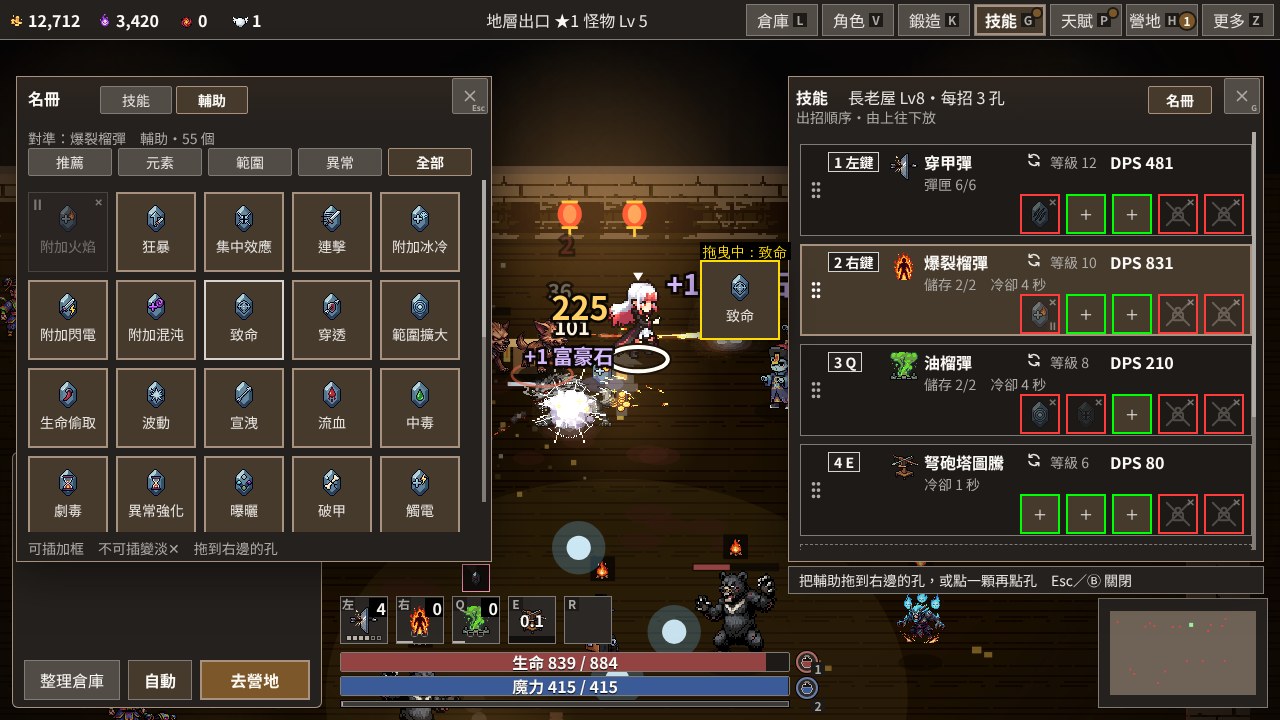 12,712 3,420 0 1 地層出口 ★1 怪物 Lv 5 倉庫 L 角色 V 鍛造 K 技能 G 天賦 P 營地 H 1 更多 Z
名冊 技能 輔助 × Esc
對準：爆裂榴彈 輔助・55 個
推薦 元素 範圍 異常 全部
附加火焰 狂暴 集中效應 連擊 附加冰冷
附加閃電 附加混沌 致命 穿透 範圍擴大
生命偷取 波動 宣洩 流血 中毒
劇毒 異常強化 曝曬 破甲 觸電
可插加框 不可插變淡× 拖到右邊的孔
拖曳中：致命
致命
2
36
225
101
+1
+1 富豪石
技能 長老屋 Lv8・每招 3 孔 名冊 × G
出招順序・由上往下放
1 左鍵 穿甲彈 等級 12 DPS 481
彈匣 6/6
2 右鍵 爆裂榴彈 等級 10 DPS 831
儲存 2/2 冷卻 4 秒
3 Q 油榴彈 等級 8 DPS 210
儲存 2/2 冷卻 4 秒
4 E 弩砲塔圖騰 等級 6 DPS 80
冷卻 1 秒
把輔助拖到右邊的孔，或點一顆再點孔 Esc／Ⓑ 關閉
左 4 右 0 Q 0 E 0.1 R
生命 839 / 884 1
魔力 415 / 415 2
整理倉庫 自動 去營地